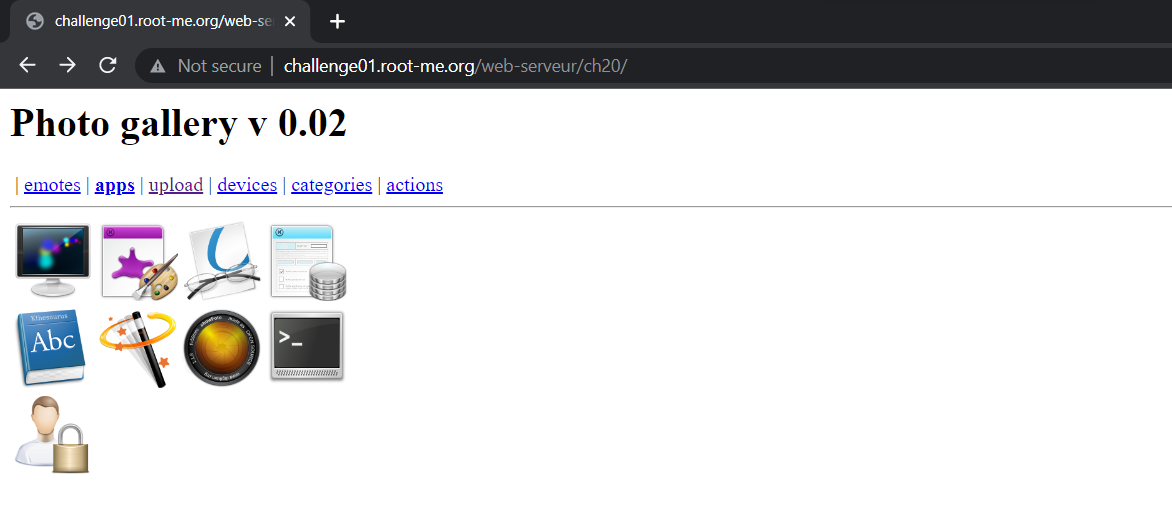 challenge01.root-me.org/web-se
Not secure | challenge01.root-me.org/web-serveur/ch20/
Photo gallery v 0.02
| emotes | apps | upload | devices | categories | actions
Abc
>_